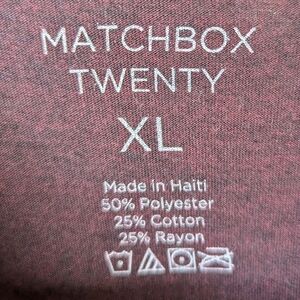 MATCHBOX
TWENTY
XL
Made in Haiti
50% Polyester
25% Cotton
25% Rayon